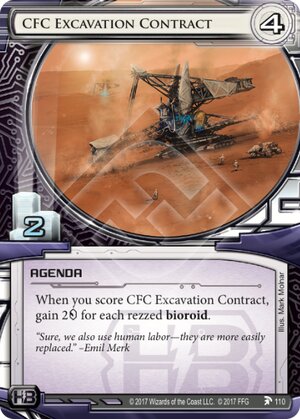 CFC Excavation Contract
4
2
AGENDA
When you score CFC Excavation Contract,
gain 2 for each rezzed bioroid.
"Sure, we also use human labor—they are more easily
replaced." –Emil Merk
Illus. Mark Molnar
HB
© 2017 Wizards of the Coast LLC. © 2017 FFG
110